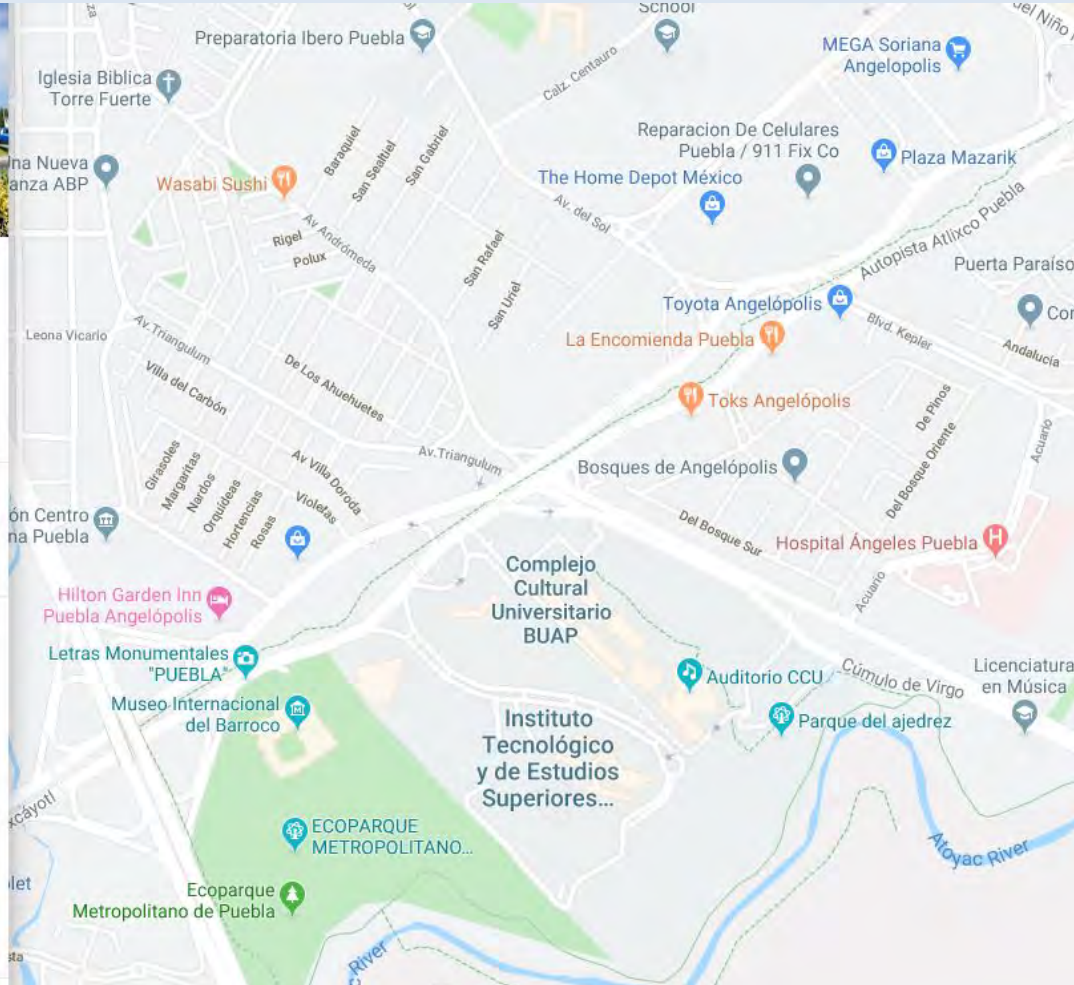 School
Preparatoria Ibero Puebla
MEGA Soriana
Angelopolis
del Niño
Iglesia Biblica
Torre Fuerte
Calz. Centauro
Reparacion De Celulares
Puebla / 911 Fix Co
Plaza Mazarik
The Home Depot México
na Nueva
anza ABP
Wasabi Sushi
Baraquiel
San Sealtiel
San Gabriel
Av. del Sol
Rigel
Polux
Av Andrómeda
San Rafael
San Uriel
Autopista Atlixco Puebla
Puerta Paraíso
Toyota Angelópolis
Cor
Blvd. Kepler
Andalucía
Leona Vicario
Av. Triangulum
La Encomienda Puebla
Villa del Carbón
De Los Ahuehuetes
Toks Angelópolis
De Pinos
Del Bosque Oriente
Acuario
Girasoles
Margaritas
Nardos
Orquídeas
Hortencias
Rosas
Av Villa Doroda
Violetas
Av. Triangulum
Bosques de Angelópolis
ón Centro
na Puebla
Del Bosque Sur
Hospital Ángeles Puebla
Complejo
Cultural
Universitario
BUAP
Acuario
Hilton Garden Inn
Puebla Angelópolis
Letras Monumentales
"PUEBLA"
Auditorio CCU
Cúmulo de Virgo
Licenciatura
en Música
Museo Internacional
del Barroco
Parque del ajedrez
Instituto
Tecnológico
y de Estudios
Superiores...
xcáyotl
ECOPARQUE
METROPOLITANO...
Atoyac River
let
Ecoparque
Metropolitano de Puebla
c River
sta